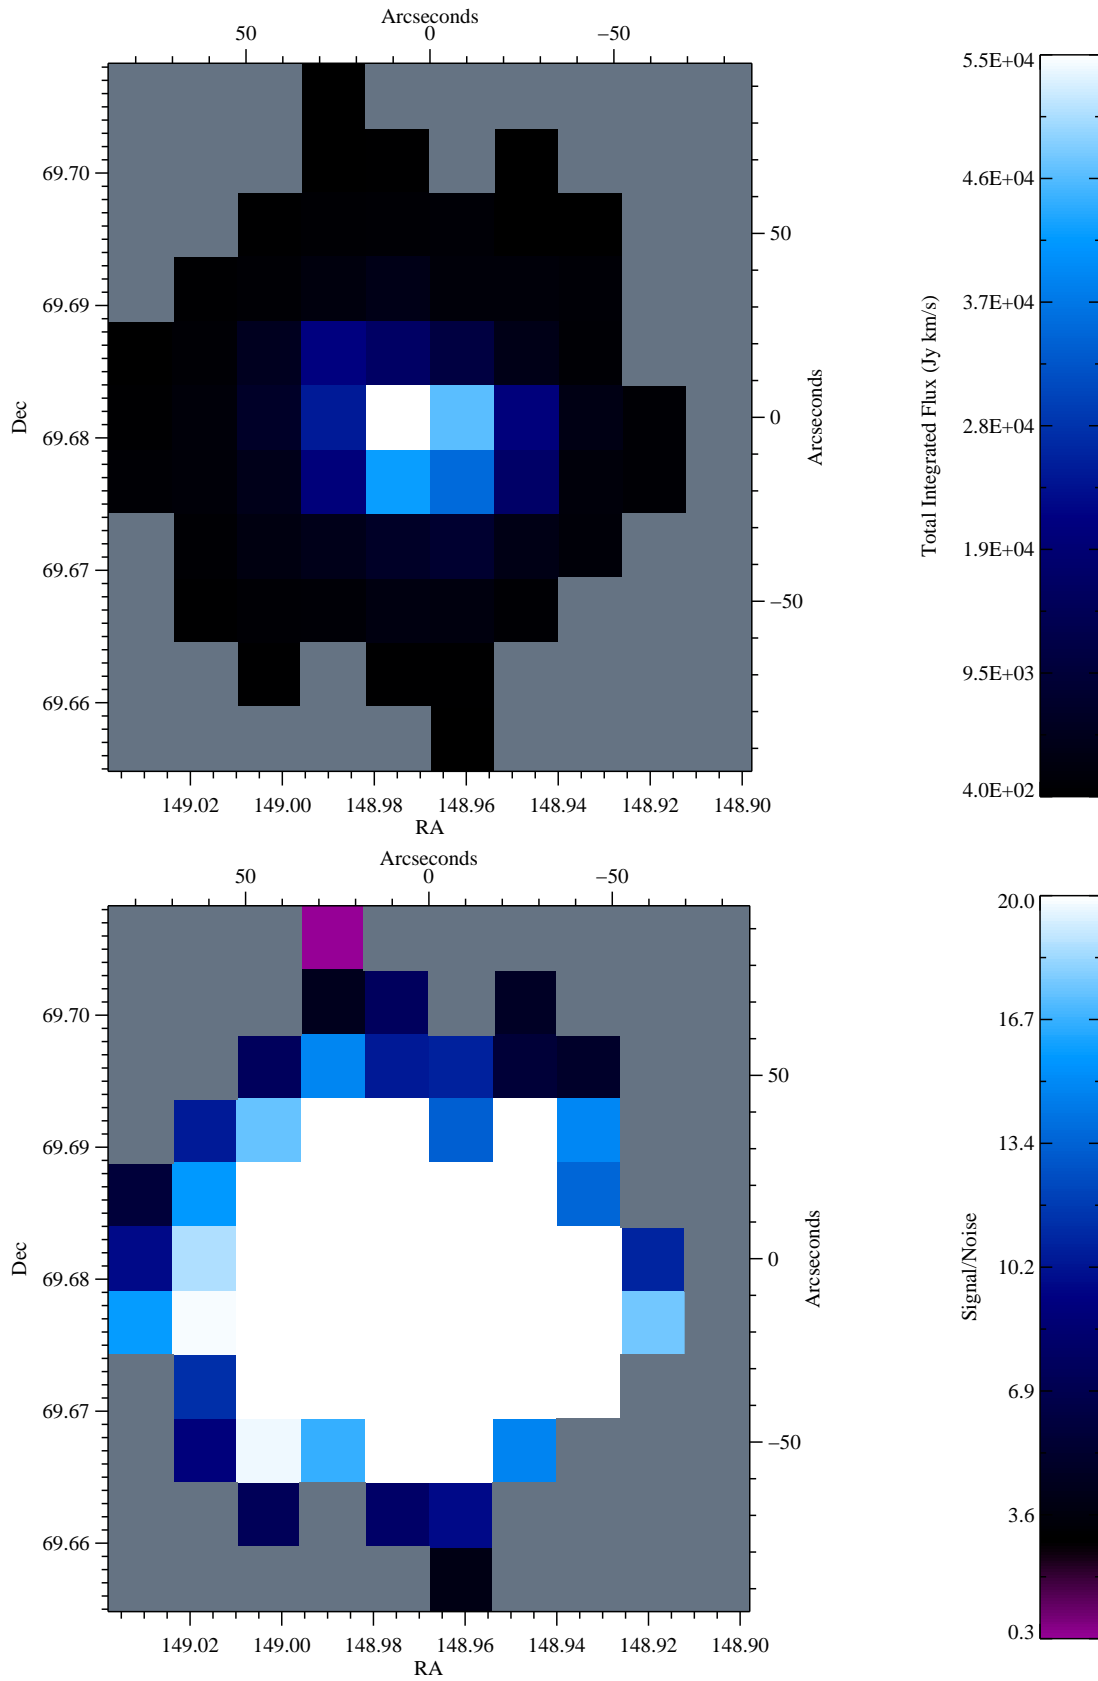 Arcseconds
50 0 −50
5.5E+04
69.70
4.6E+04
50
69.69
3.7E+04
Total Integrated Flux (Jy km/s)
Dec
0
Arcseconds
69.68
2.8E+04
1.9E+04
69.67
−50
9.5E+03
69.66
4.0E+02
149.02 149.00 148.98 148.96 148.94 148.92 148.90
RA
Arcseconds
50 0 −50
20.0
69.70
16.7
50
69.69
13.4
Dec
0
Arcseconds
Signal/Noise
69.68
10.2
69.67
6.9
−50
3.6
69.66
0.3
149.02 149.00 148.98 148.96 148.94 148.92 148.90
RA